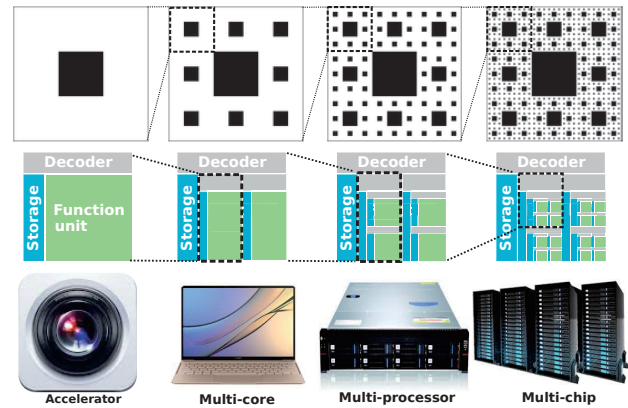 Decoder
Decoder
Decoder
Decoder
Storage
Function
unit
Storage
Storage
Storage
Accelerator
Multi-core
Multi-processor
Multi-chip